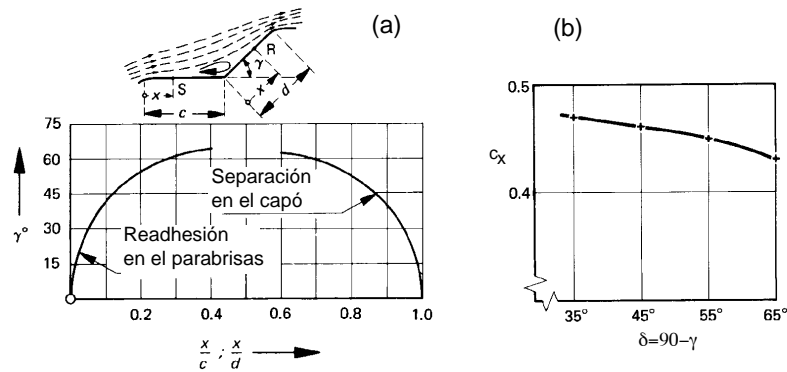 (a)
R
γ
x
S
x
d
c
75
60
45
30
15
γ°
Separación
en el capó
Readhesión
en el parabrisas
0.2 0.4 0.6 0.8 1.0
x/c ; x/d
(b)
0.5
cx
0.4
35° 45° 55° 65°
δ=90−γ